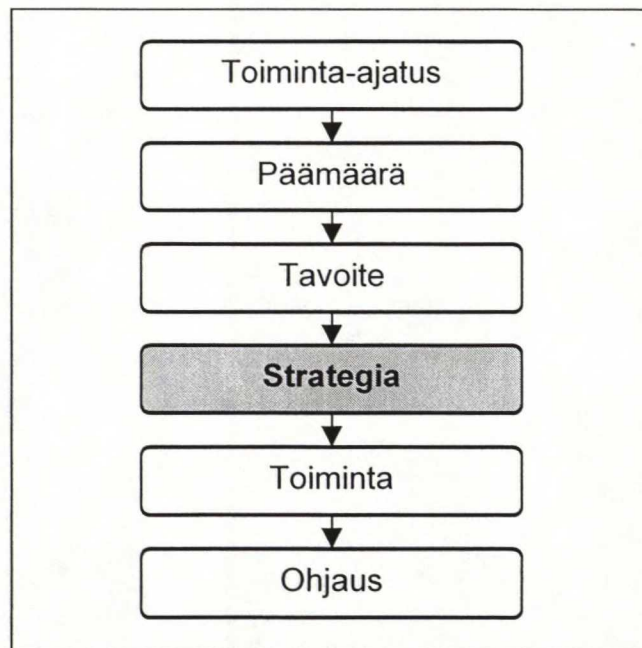 Toiminta-ajatus
Päämäärä
Tavoite
Strategia
Toiminta
Ohjaus